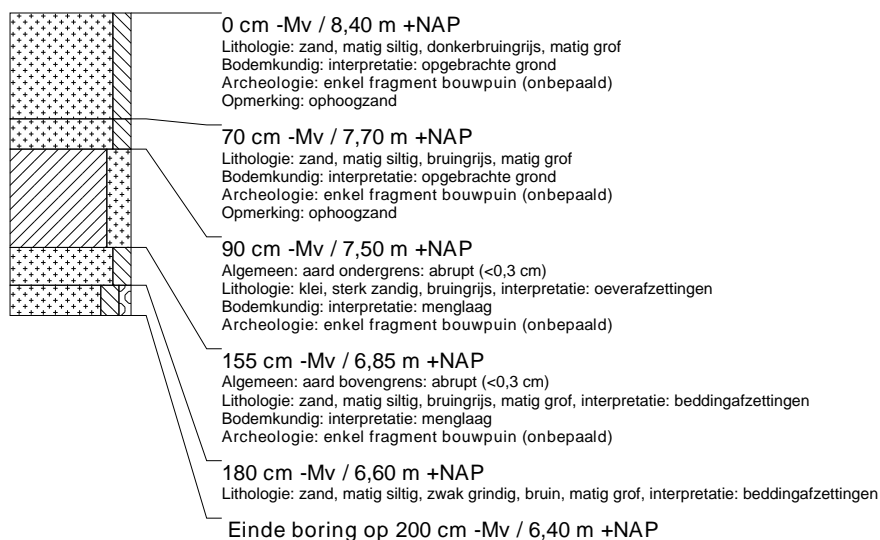 0 cm -Mv / 8,40 m +NAP
Lithologie: zand, matig siltig, donkerbruingrijs, matig grof
Bodemkundig: interpretatie: opgebrachte grond
Archeologie: enkel fragment bouwpuin (onbepaald)
Opmerking: ophoogzand
70 cm -Mv / 7,70 m +NAP
Lithologie: zand, matig siltig, bruingrijs, matig grof
Bodemkundig: interpretatie: opgebrachte grond
Archeologie: enkel fragment bouwpuin (onbepaald)
Opmerking: ophoogzand
90 cm -Mv / 7,50 m +NAP
Algemeen: aard ondergrens: abrupt (<0,3 cm)
Lithologie: klei, sterk zandig, bruingrijs, interpretatie: oeverafzettingen
Bodemkundig: interpretatie: menglaag
Archeologie: enkel fragment bouwpuin (onbepaald)
155 cm -Mv / 6,85 m +NAP
Algemeen: aard bovengrens: abrupt (<0,3 cm)
Lithologie: zand, matig siltig, bruingrijs, matig grof, interpretatie: beddingafzettingen
Bodemkundig: interpretatie: menglaag
Archeologie: enkel fragment bouwpuin (onbepaald)
180 cm -Mv / 6,60 m +NAP
Lithologie: zand, matig siltig, zwak grindig, bruin, matig grof, interpretatie: beddingafzettingen
Einde boring op 200 cm -Mv / 6,40 m +NAP